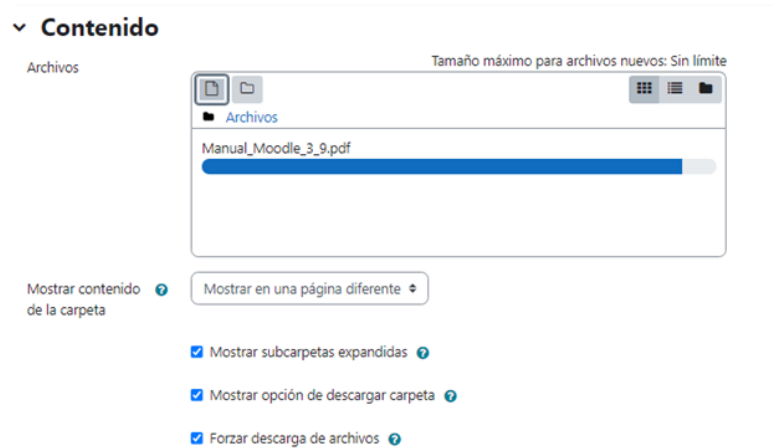 Contenido
Archivos
Tamaño máximo para archivos nuevos: Sin límite
Archivos
Manual_Moodle_3_9.pdf
Mostrar contenido
de la carpeta
Mostrar en una página diferente
Mostrar subcarpetas expandidas
Mostrar opción de descargar carpeta
Forzar descarga de archivos